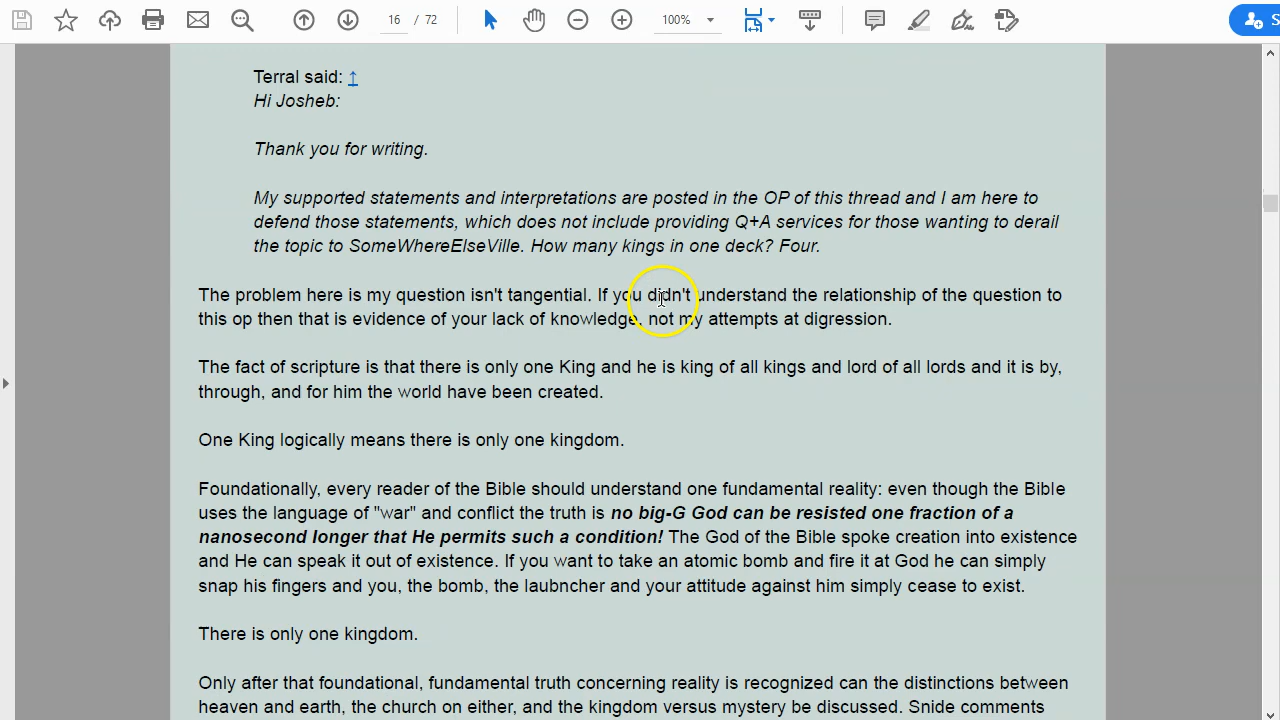 16 / 72
100%
S
Terral said: ↑
Hi Josheb:
Thank you for writing.
My supported statements and interpretations are posted in the OP of this thread and I am here to
defend those statements, which does not include providing Q+A services for those wanting to derail
the topic to SomeWhereElseVille. How many kings in one deck? Four.
The problem here is my question isn't tangential. If you didn't understand the relationship of the question to
this op then that is evidence of your lack of knowledge, not my attempts at digression.
The fact of scripture is that there is only one King and he is king of all kings and lord of all lords and it is by,
through, and for him the world have been created.
One King logically means there is only one kingdom.
Foundationally, every reader of the Bible should understand one fundamental reality: even though the Bible
uses the language of "war" and conflict the truth is no big-G God can be resisted one fraction of a
nanosecond longer that He permits such a condition! The God of the Bible spoke creation into existence
and He can speak it out of existence. If you want to take an atomic bomb and fire it at God he can simply
snap his fingers and you, the bomb, the laubncher and your attitude against him simply cease to exist.
There is only one kingdom.
Only after that foundational, fundamental truth concerning reality is recognized can the distinctions between
heaven and earth, the church on either, and the kingdom versus mystery be discussed. Snide comments